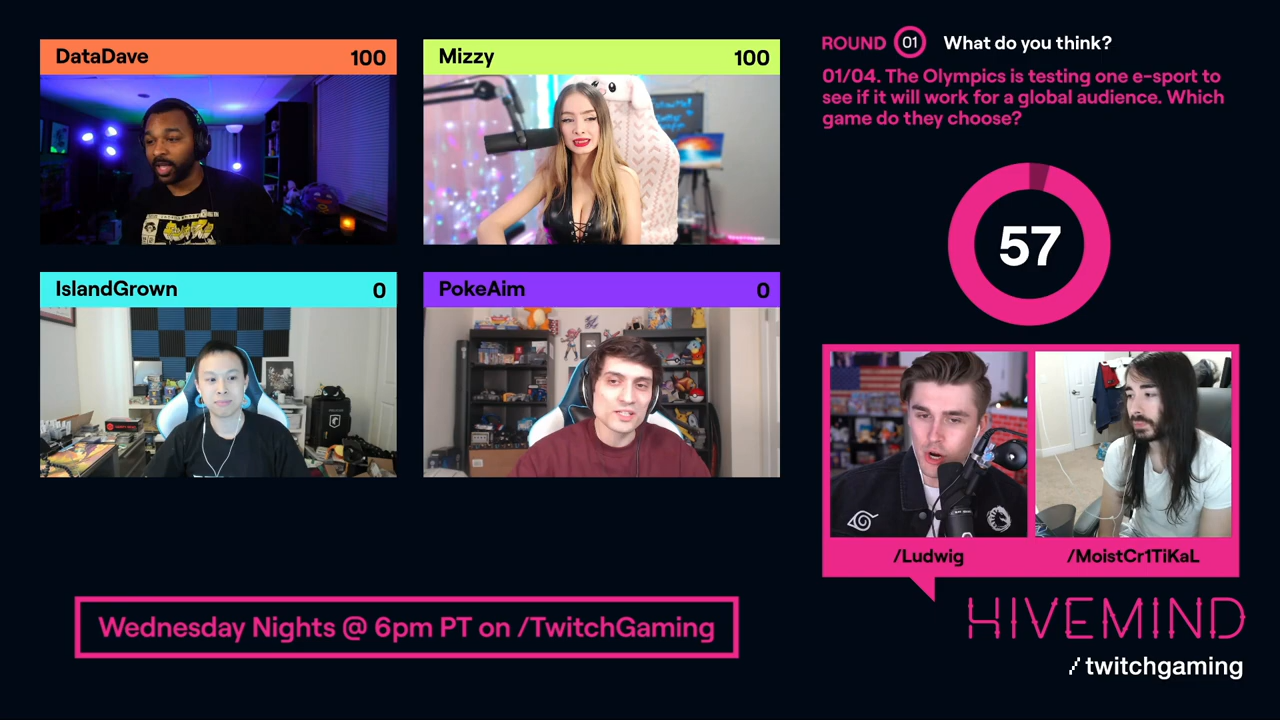 DataDave 100
Mizzy 100
ROUND 01 What do you think?
01/04. The Olympics is testing one e-sport to
see if it will work for a global audience. Which
game do they choose?
57
IslandGrown 0
PokeAim 0
/Ludwig
/MoistCr1TiKaL
Wednesday Nights @ 6pm PT on /TwitchGaming
HIVEMIND
/twitchgaming